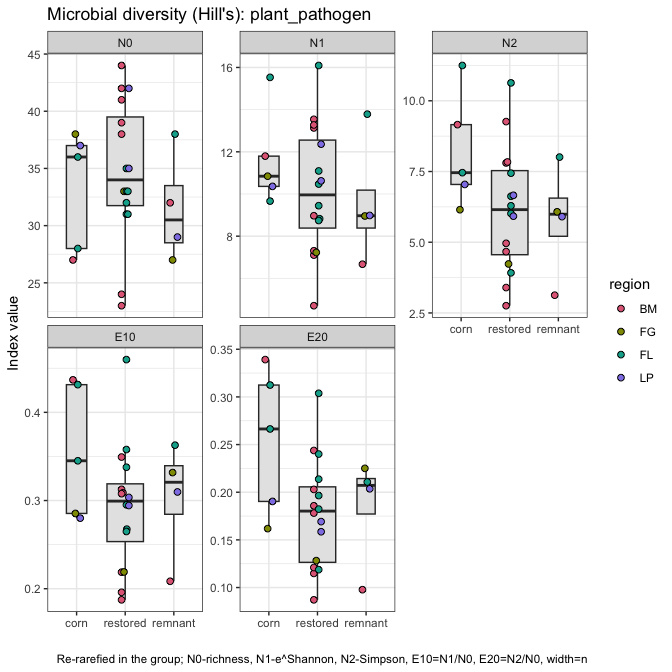 Microbial diversity (Hill's): plant_pathogen
N0
N1
N2
45
40
35
30
25
16
12
8
10.0
7.5
5.0
2.5
corn restored remnant
Index value
region
BM
FG
FL
LP
E10
E20
0.4
0.3
0.2
0.35
0.30
0.25
0.20
0.15
0.10
corn restored remnant
corn restored remnant
Re-rarefied in the group; N0-richness, N1-e^Shannon, N2-Simpson, E10=N1/N0, E20=N2/N0, width=n